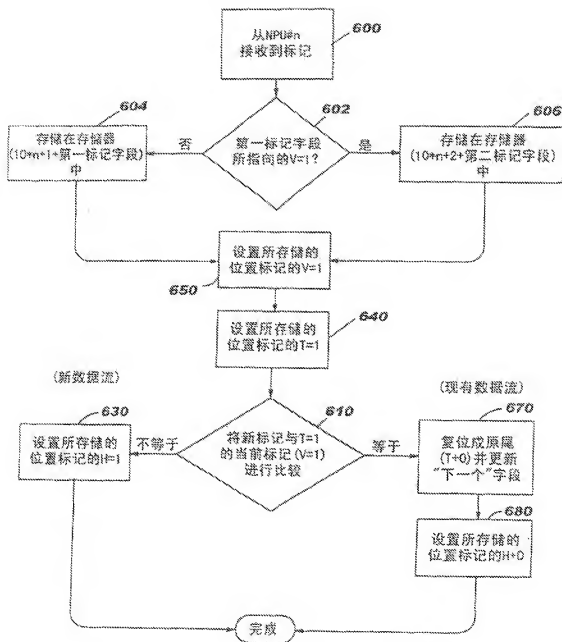 600
从NPU#n
接收到标记
604
602
606
存储在存储器
(10*n+1+第一标记字段)
中
否
第一标记字段
所指向的V=1?
是
存储在存储器
(10*n+2+第二标记字段)
中
设置所存储的
位置标记的V=1
650
640
设置所存储的
位置标记的T=1
(新数据流)
(现有数据流)
630
610
670
设置所存储的
位置标记的H=1
不等于
将新标记与T=1
的当前标记(V=1)
进行比较
等于
复位成原尾
(T+0)并更新
"下一个"字段
680
设置所存储的
位置标记的H+0
完成